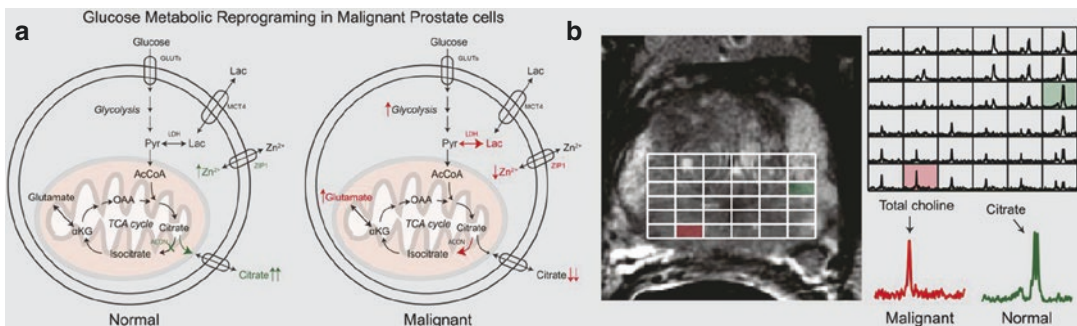 Glucose Metabolic Reprograming in Malignant Prostate cells
a
Glucose
GLUTs
Lac
MCT4
Glycolysis
LDH
Pyr
Lac
Zn²⁺
↑Zn²⁺
ZIP1
AcCoA
Glutamate
OAA
TCA cycle
αKG
Citrate
ACON
Isocitrate
Citrate↑↑
Normal
Glucose
GLUTs
Lac
MCT4
↑Glycolysis
LDH
Pyr
Lac
Zn²⁺
↓Zn²⁺
ZIP1
AcCoA
↑Glutamate
OAA
TCA cycle
αKG
Citrate
ACON
Isocitrate
Citrate↓↓
Malignant
b
Total choline
Citrate
Malignant
Normal